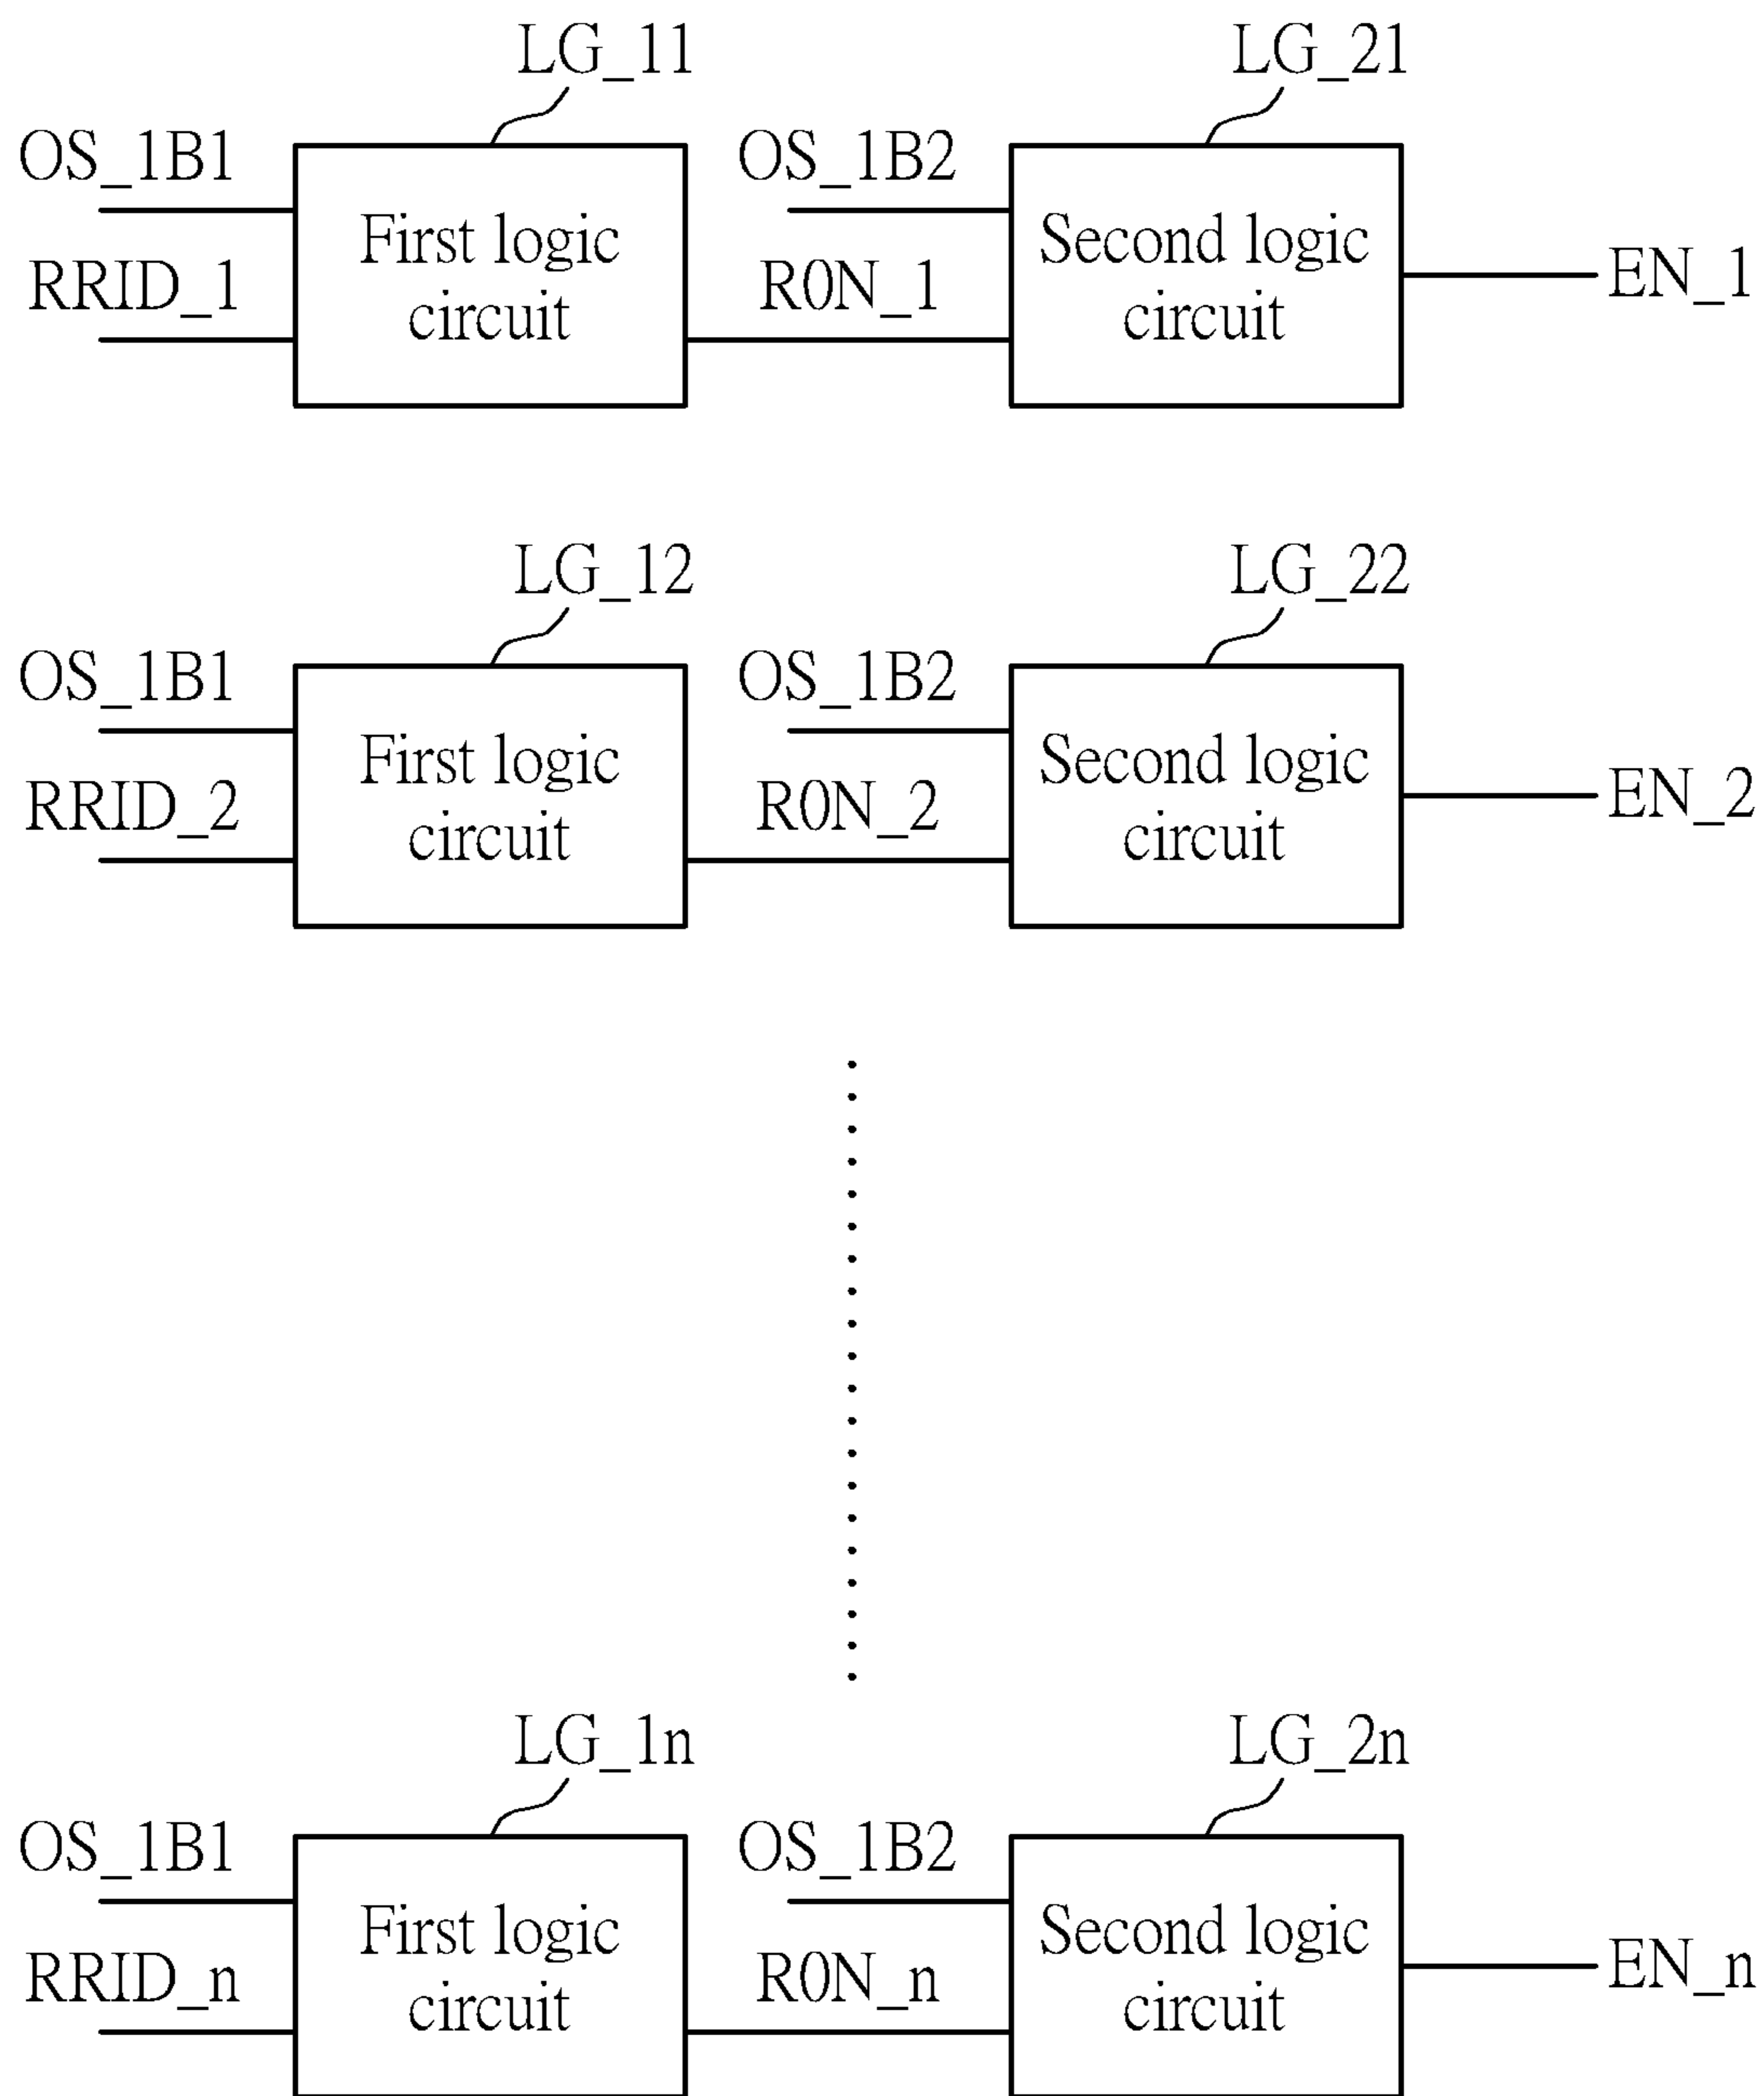 LG_11 LG_21
OS_1B1 OS_1B2
First logic Second logic
RRID_1 R0N_1 EN_1
circuit circuit
LG_12 LG_22
OS_1B1 OS_1B2
First logic Second logic
RRID_2 R0N_2 EN_2
circuit circuit
LG_1n LG_2n
OS_1B1 OS_1B2
First logic Second logic
RRID_n R0N_n EN_n
circuit circuit